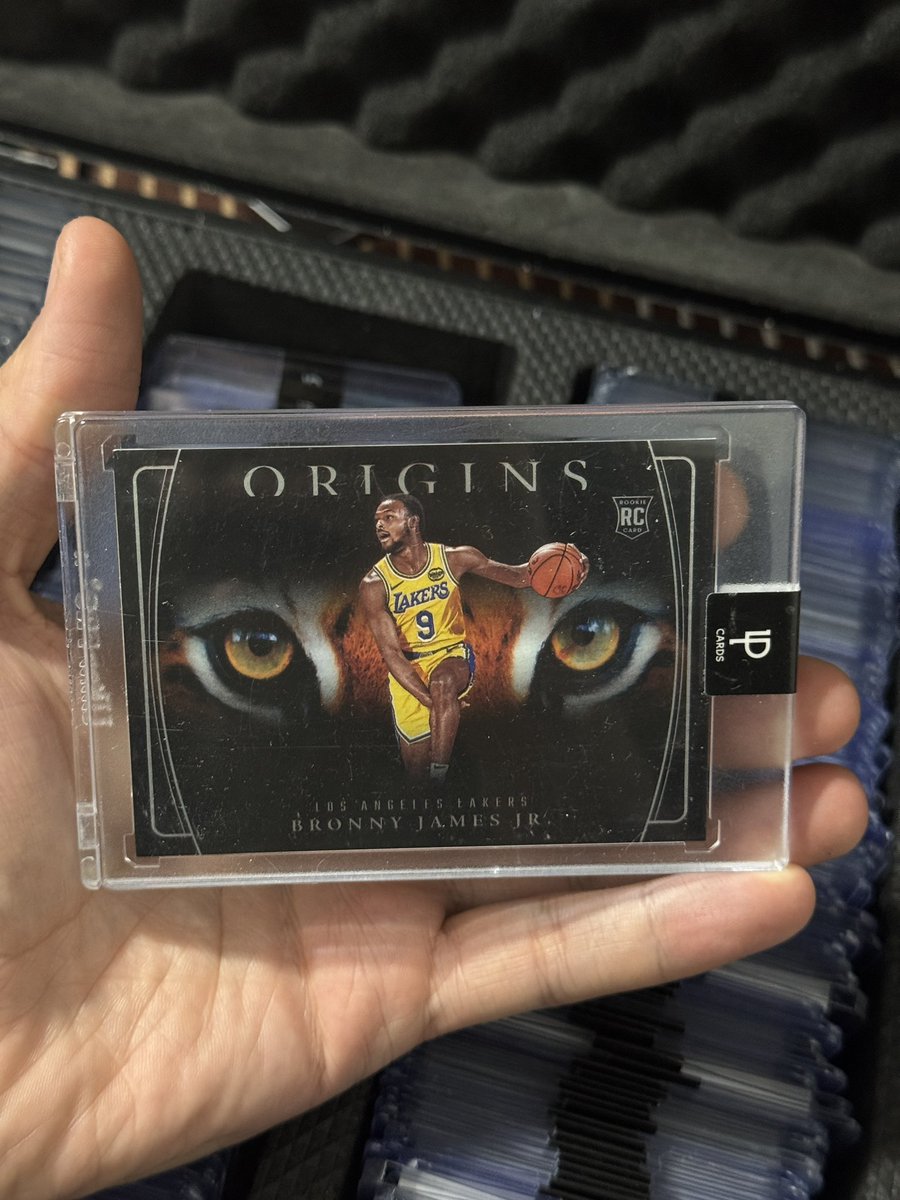 ORIGINS
ROOKIE
RC
CARD
LAKERS
9
CARDS
LOS ANGELES LAKERS
BRONNY JAMES JR.